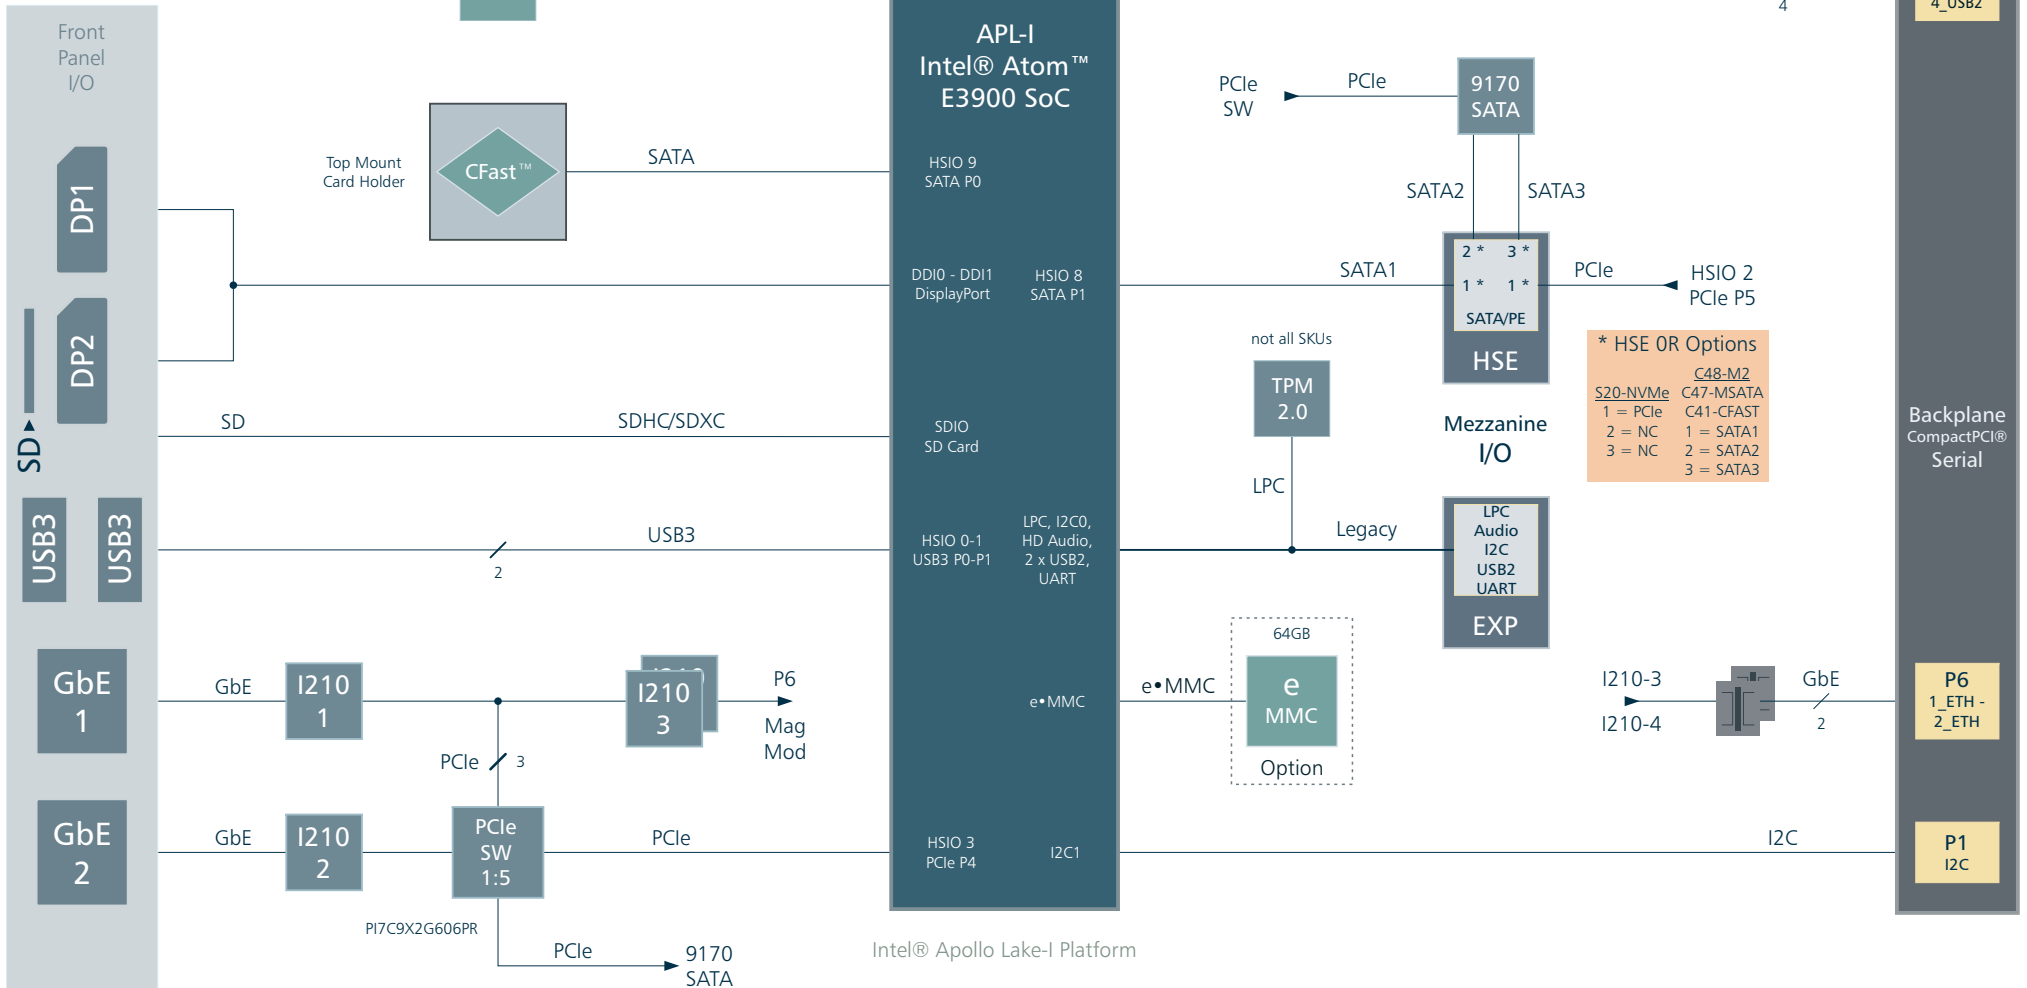 Front
Panel
I/O
DP1
DP2
SD
USB3
USB3
GbE
1
GbE
2
Top Mount
Card Holder
CFast™
SATA
SD
SDHC/SDXC
USB3
2
GbE
I210
1
I210
I210
3
P6
Mag
Mod
PCIe
3
GbE
I210
2
PCIe
SW
1:5
PCIe
PI7C9X2G606PR
PCIe
9170
SATA
APL-I
Intel® Atom™
E3900 SoC
HSIO 9
SATA P0
DDI0 - DDI1
DisplayPort
HSIO 8
SATA P1
SDIO
SD Card
HSIO 0-1
USB3 P0-P1
LPC, I2C0,
HD Audio,
2 x USB2,
UART
e•MMC
HSIO 3
PCIe P4
I2C1
Intel® Apollo Lake-I Platform
4
PCIe
SW
PCIe
9170
SATA
SATA2
SATA3
SATA1
2 *
3 *
1 *
1 *
SATA/PE
HSE
PCIe
HSIO 2
PCIe P5
* HSE 0R Options
S20-NVMe
1 = PCIe
2 = NC
3 = NC
C48-M2
C47-MSATA
C41-CFAST
1 = SATA1
2 = SATA2
3 = SATA3
not all SKUs
TPM
2.0
LPC
Mezzanine
I/O
Legacy
LPC
Audio
I2C
USB2
UART
EXP
e•MMC
64GB
e
MMC
Option
I210-3
I210-4
GbE
2
I2C
4_USB2
Backplane
CompactPCI®
Serial
P6
1_ETH -
2_ETH
P1
I2C